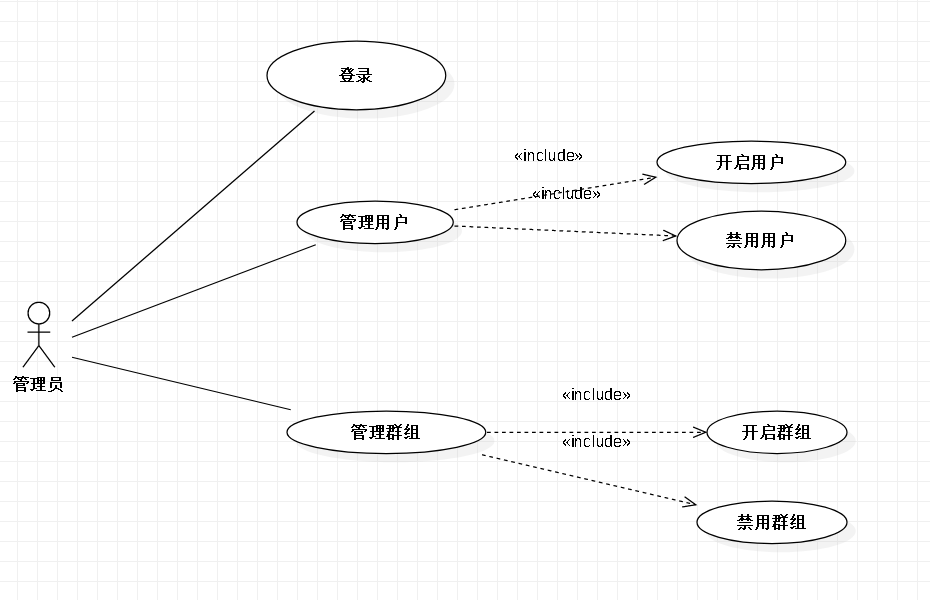 登录
«include»
开启用户
«include»
管理用户
禁用用户
管理员
«include»
管理群组
开启群组
«include»
禁用群组